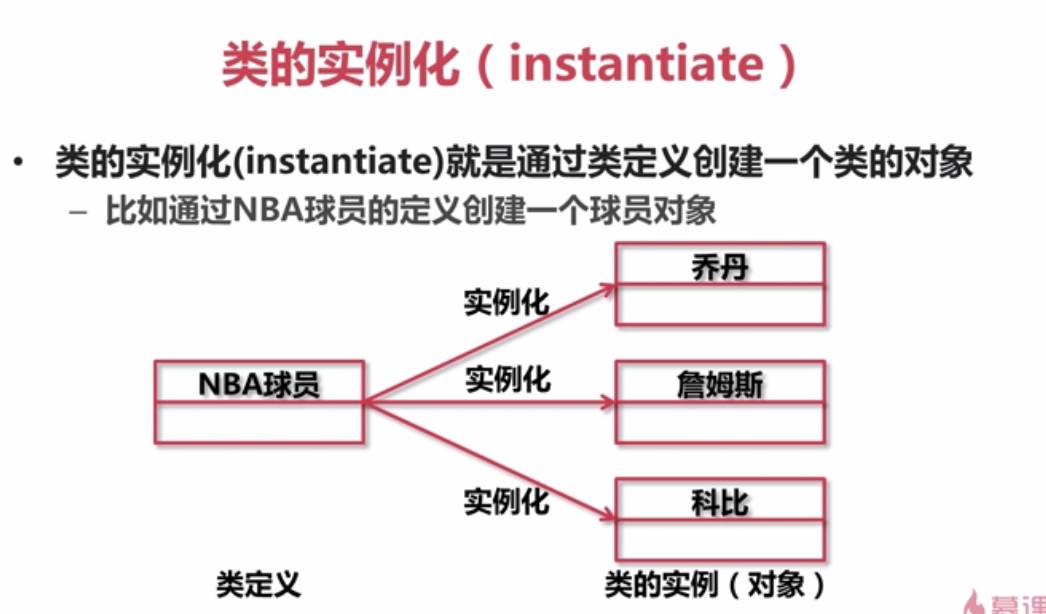 类的实例化（instantiate）
• 类的实例化(instantiate)就是通过类定义创建一个类的对象
– 比如通过NBA球员的定义创建一个球员对象
乔丹
实例化
实例化
NBA球员
詹姆斯
实例化
科比
类定义
类的实例（对象）
慕课